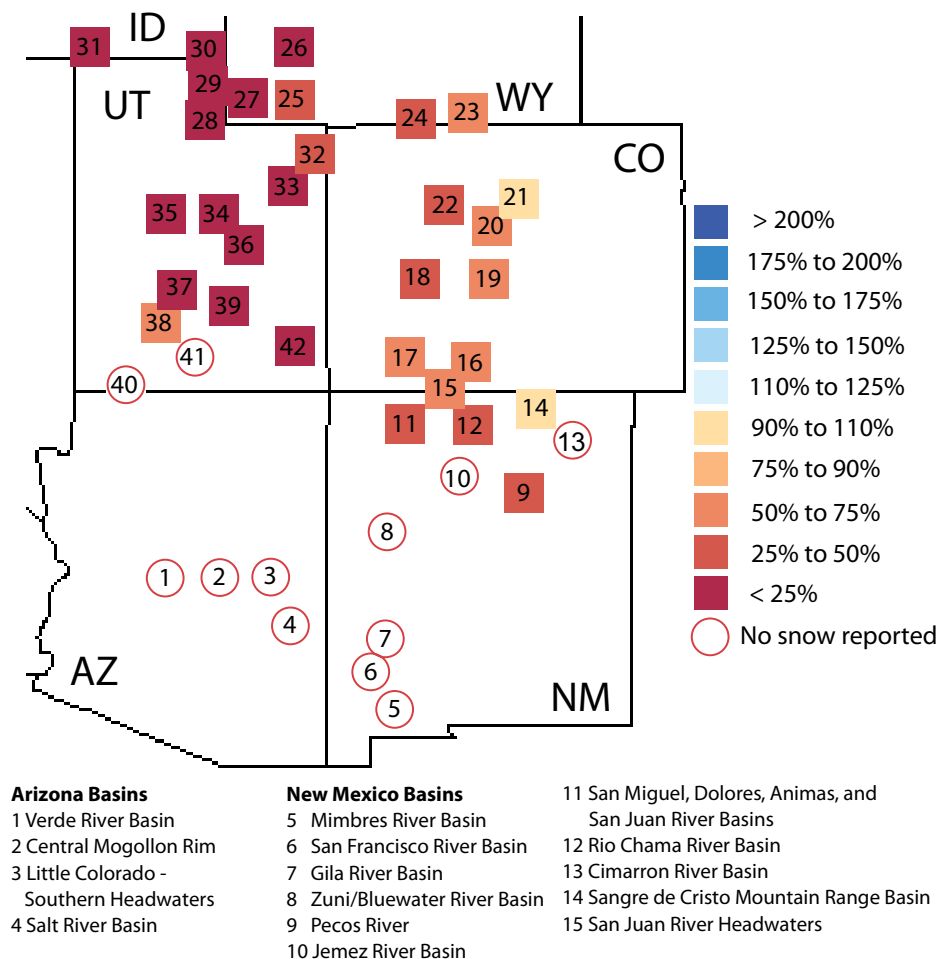 ID
31
30
26
29
27
25
UT
28
WY
24
23
32
CO
33
21
35
34
22
20
36
18
19
37
39
38
42
41
17
16
40
15
14
11
12
13
10
9
8
1
2
3
4
7
6
5
AZ
NM
> 200%
175% to 200%
150% to 175%
125% to 150%
110% to 125%
90% to 110%
75% to 90%
50% to 75%
25% to 50%
< 25%
No snow reported
Arizona Basins
1 Verde River Basin
2 Central Mogollon Rim
3 Little Colorado -
Southern Headwaters
4 Salt River Basin
New Mexico Basins
5 Mimbres River Basin
6 San Francisco River Basin
7 Gila River Basin
8 Zuni/Bluewater River Basin
9 Pecos River
10 Jemez River Basin
11 San Miguel, Dolores, Animas, and
San Juan River Basins
12 Rio Chama River Basin
13 Cimarron River Basin
14 Sangre de Cristo Mountain Range Basin
15 San Juan River Headwaters